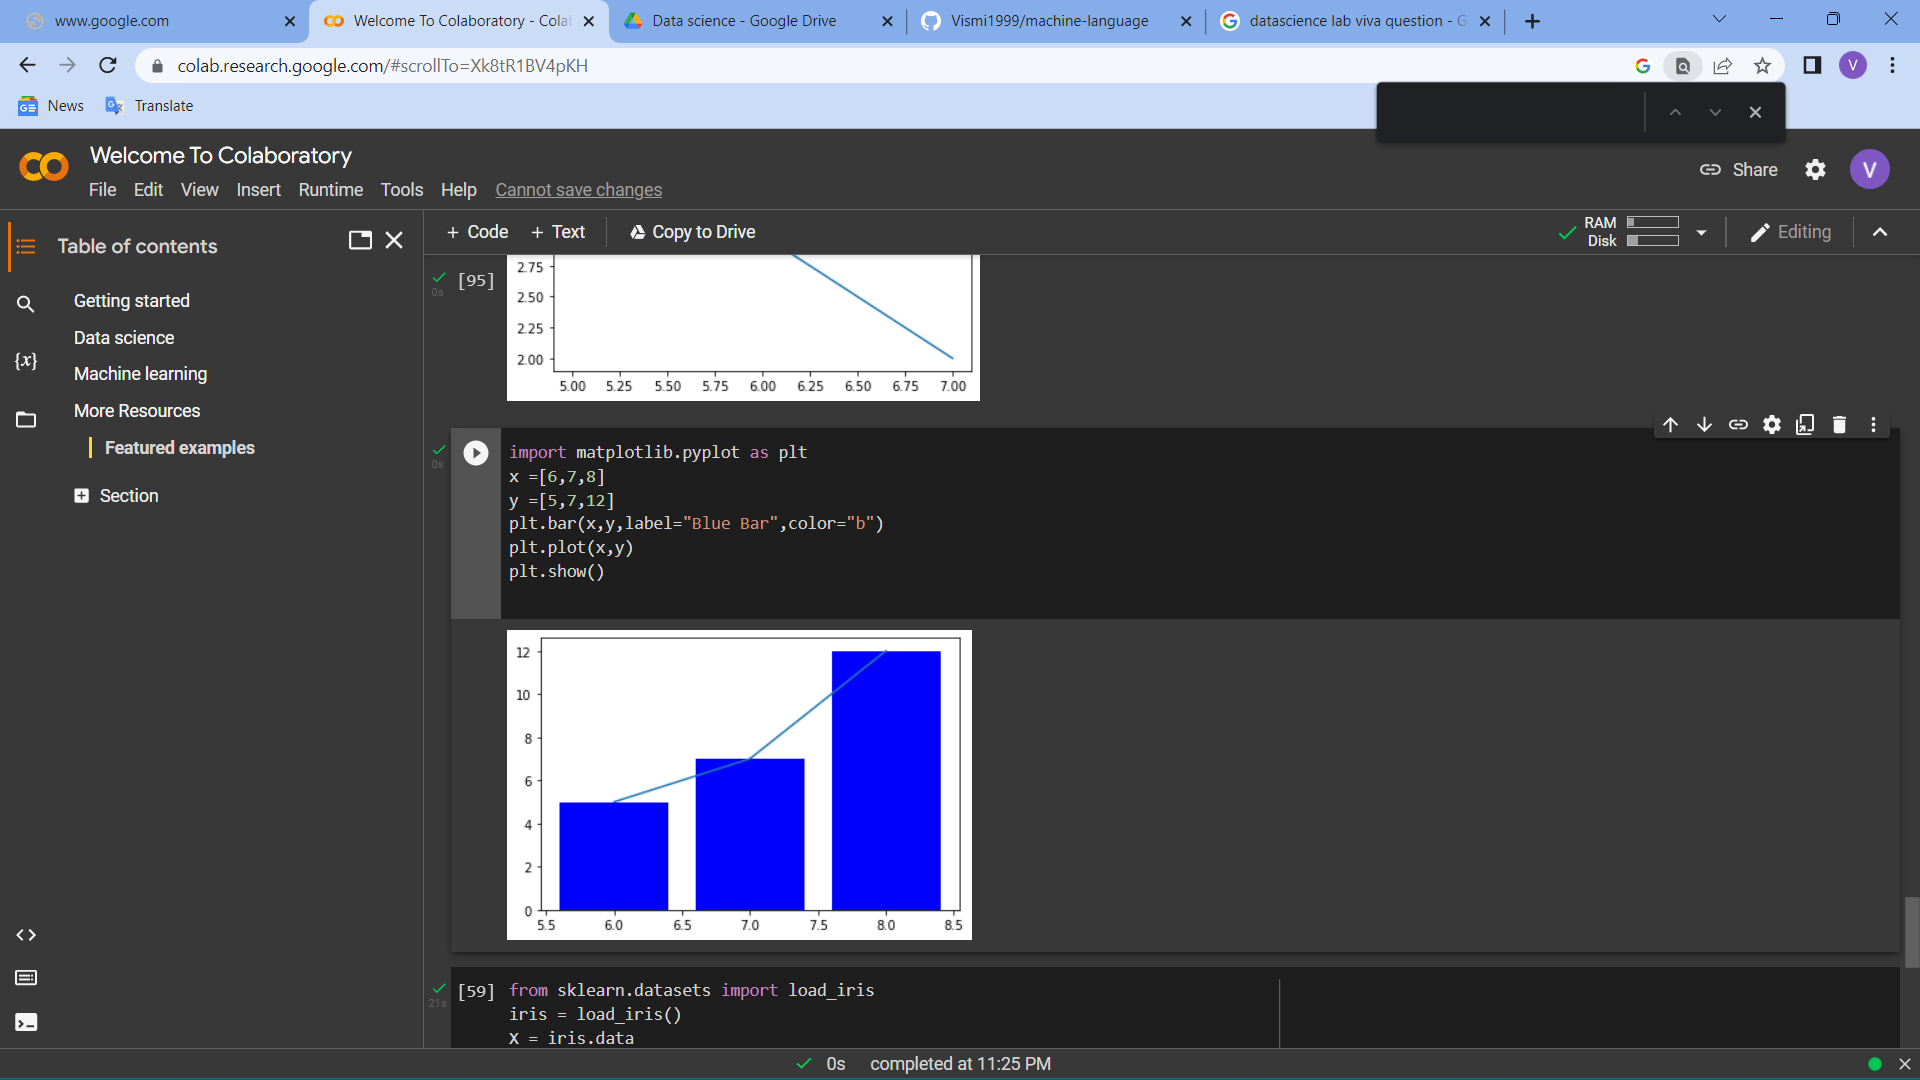 www.google.com
Welcome To Colaboratory - Cola
Data science - Google Drive
Vismi1999/machine-language
datascience lab viva question - G
colab.research.google.com/#scrollTo=Xk8tR1BV4pKH
V
News
Translate
Welcome To Colaboratory
File Edit View Insert Runtime Tools Help Cannot save changes
Share
V
Table of contents
+ Code + Text Copy to Drive
RAM
Disk
Editing
Getting started
Data science
Machine learning
More Resources
Featured examples
Section
{x}
0s
[95]
2.75
2.50
2.25
2.00
5.00 5.25 5.50 5.75 6.00 6.25 6.50 6.75 7.00
0s
import matplotlib.pyplot as plt
x =[6,7,8]
y =[5,7,12]
plt.bar(x,y,label="Blue Bar",color="b")
plt.plot(x,y)
plt.show()
12
10
8
6
4
2
0
5.5 6.0 6.5 7.0 7.5 8.0 8.5
21s
[59]
from sklearn.datasets import load_iris
iris = load_iris()
X = iris.data
0s completed at 11:25 PM